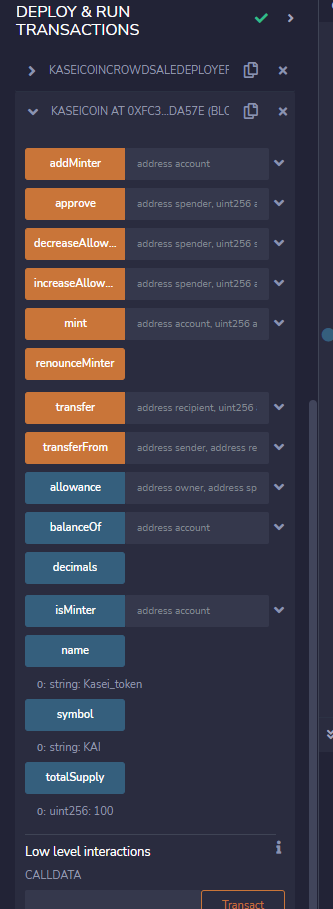 DEPLOY & RUN
TRANSACTIONS
KASEICOINCROWDSALEDEPLOYER
KASEICOIN AT 0XFC3...DA57E (BLC
addMinter address account
approve address spender, uint256 a
decreaseAllow... address spender, uint256 s
increaseAllow... address spender, uint256 a
mint address account, uint256 a
renounceMinter
transfer address recipient, uint256
transferFrom address sender, address re
allowance address owner, address sp
balanceOf address account
decimals
isMinter address account
name
0: string: Kasei_token
symbol
0: string: KAI
totalSupply
0: uint256: 100
Low level interactions
CALLDATA
Transact